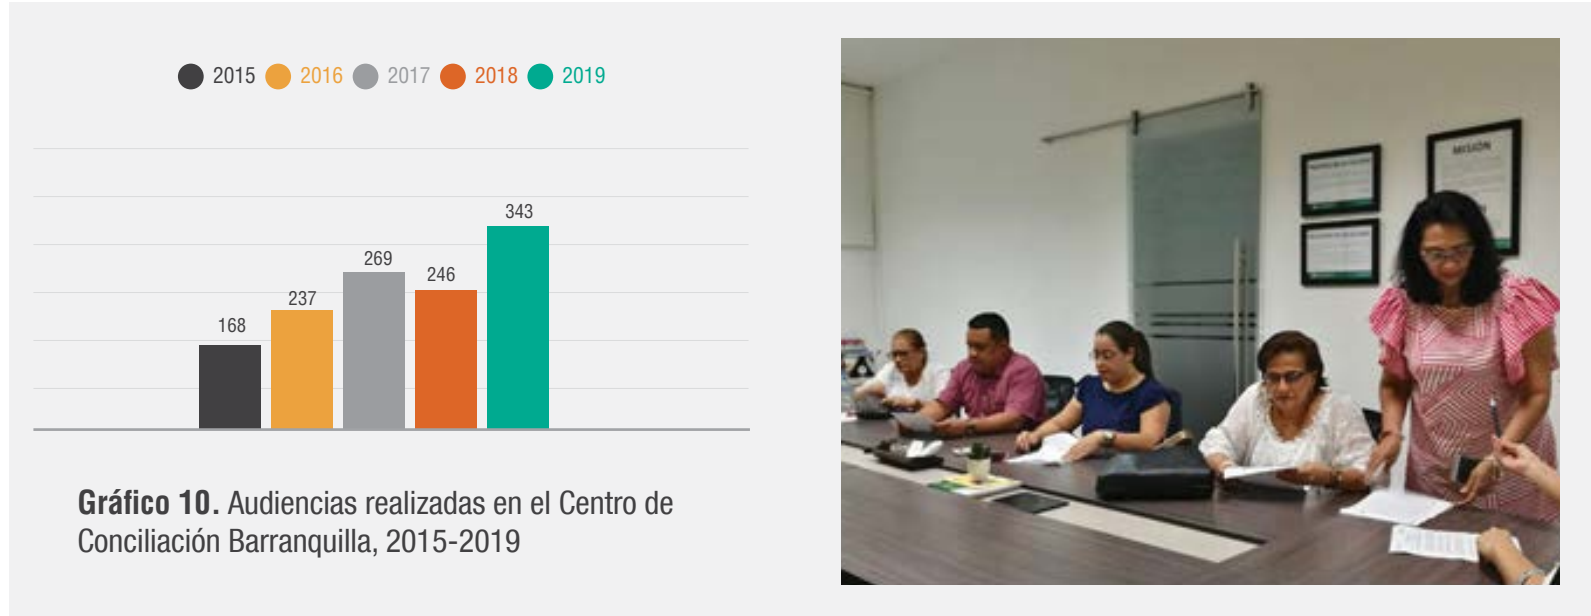 2015 2016 2017 2018 2019
343
269
246
237
168
Gráfico 10. Audiencias realizadas en el Centro de
Conciliación Barranquilla, 2015-2019
MISIÓN